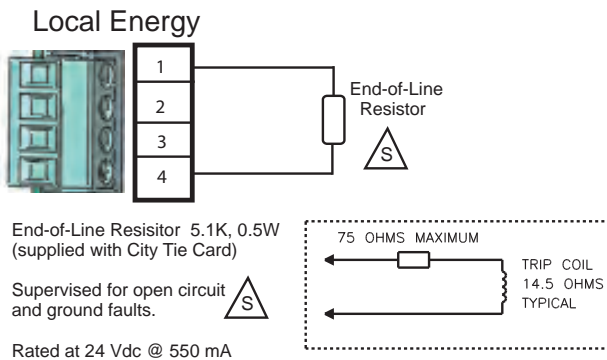 Local Energy
1
2
3
4
End-of-Line
Resistor
S
End-of-Line Resisitor 5.1K, 0.5W
(supplied with City Tie Card)
Supervised for open circuit
and ground faults.
S
Rated at 24 Vdc @ 550 mA
75 OHMS MAXIMUM
TRIP COIL
14.5 OHMS
TYPICAL